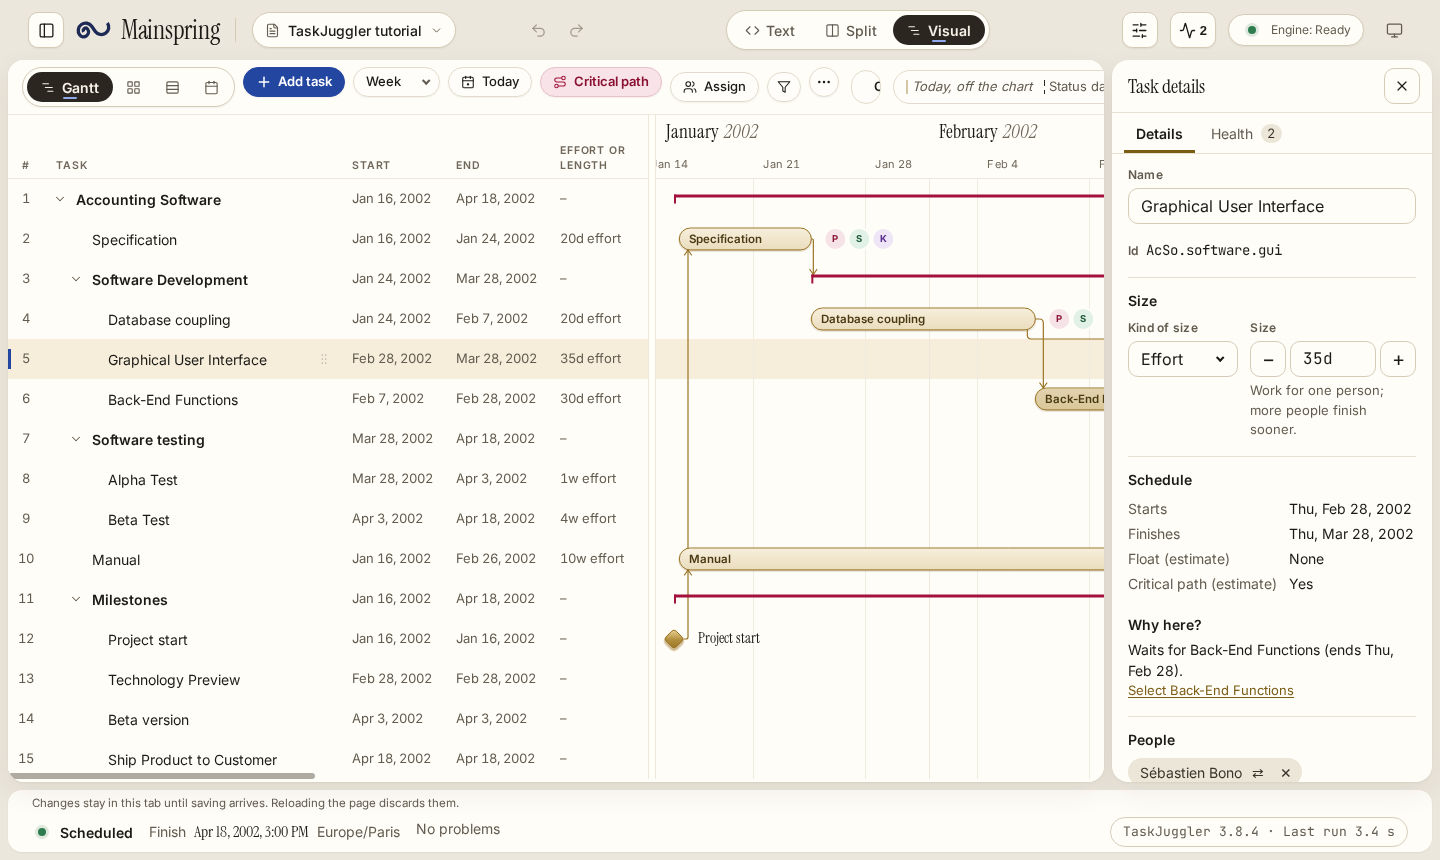 Mainspring
TaskJuggler tutorial
Text
Split
Visual
2
Engine: Ready
Gantt
Add task
Week
Today
Critical path
Assign
Today, off the chart
Status da
Task details
Details
Health 2
#
TASK
START
END
EFFORT OR
LENGTH
January 2002
February 2002
Jan 14
Jan 21
Jan 28
Feb 4
1 Accounting Software Jan 16, 2002 Apr 18, 2002 –
2 Specification Jan 16, 2002 Jan 24, 2002 20d effort
Specification P S K
3 Software Development Jan 24, 2002 Mar 28, 2002 –
4 Database coupling Jan 24, 2002 Feb 7, 2002 20d effort
Database coupling P S
5 Graphical User Interface Feb 28, 2002 Mar 28, 2002 35d effort
6 Back-End Functions Feb 7, 2002 Feb 28, 2002 30d effort
Back-End
7 Software testing Mar 28, 2002 Apr 18, 2002 –
8 Alpha Test Mar 28, 2002 Apr 3, 2002 1w effort
9 Beta Test Apr 3, 2002 Apr 18, 2002 4w effort
10 Manual Jan 16, 2002 Feb 26, 2002 10w effort
Manual
11 Milestones Jan 16, 2002 Apr 18, 2002 –
12 Project start Jan 16, 2002 Jan 16, 2002 –
Project start
13 Technology Preview Feb 28, 2002 Feb 28, 2002 –
14 Beta version Apr 3, 2002 Apr 3, 2002 –
15 Ship Product to Customer Apr 18, 2002 Apr 18, 2002 –
Name
Graphical User Interface
Id AcSo.software.gui
Size
Kind of size
Size
Effort
− 35d +
Work for one person;
more people finish
sooner.
Schedule
Starts Thu, Feb 28, 2002
Finishes Thu, Mar 28, 2002
Float (estimate) None
Critical path (estimate) Yes
Why here?
Waits for Back-End Functions (ends Thu,
Feb 28).
Select Back-End Functions
People
Sébastien Bono
Changes stay in this tab until saving arrives. Reloading the page discards them.
Scheduled Finish Apr 18, 2002, 3:00 PM Europe/Paris No problems
TaskJuggler 3.8.4 · Last run 3.4 s